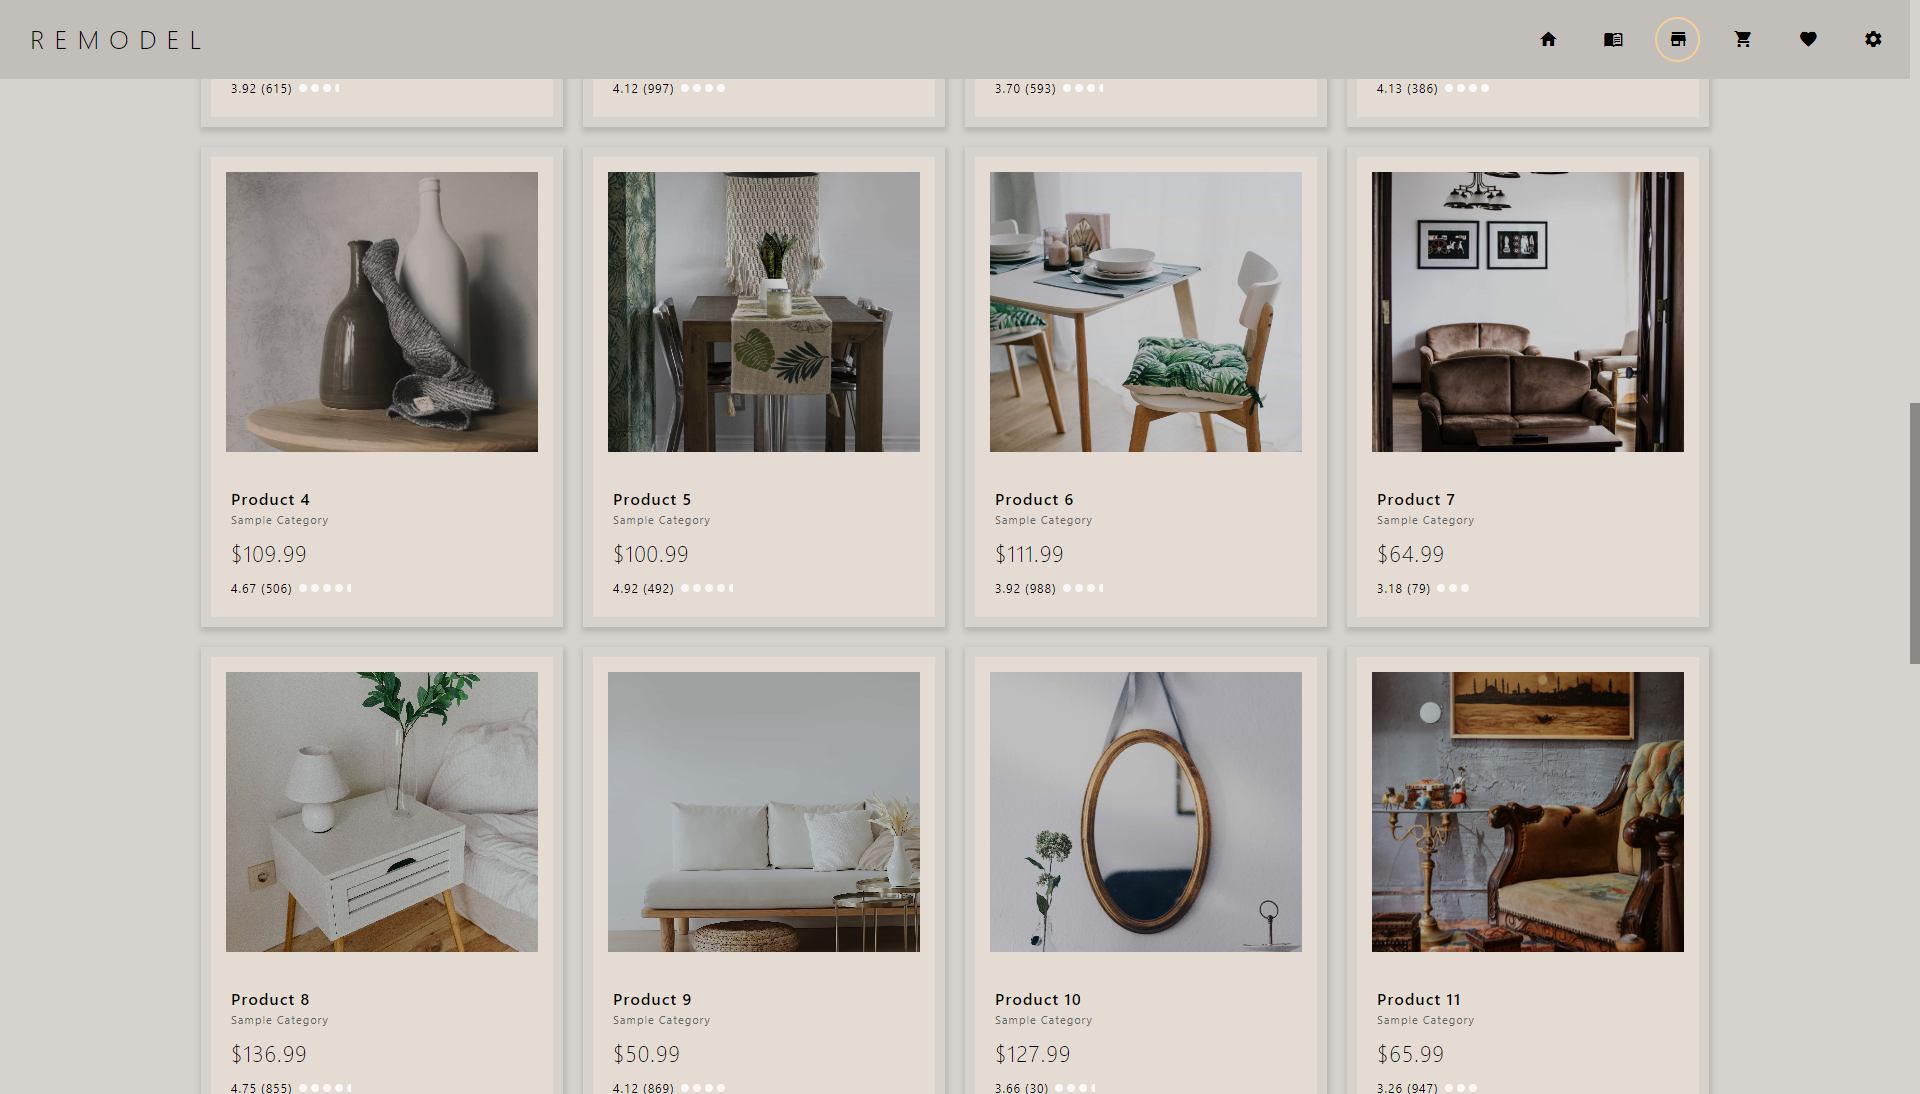 REMODEL
3.92 (615)
4.12 (997)
3.70 (593)
4.13 (386)
Product 4
Sample Category
$109.99
4.67 (506)
Product 5
Sample Category
$100.99
4.92 (492)
Product 6
Sample Category
$111.99
3.92 (988)
Product 7
Sample Category
$64.99
3.18 (79)
Product 8
Sample Category
$136.99
4.75 (855)
Product 9
Sample Category
$50.99
4.12 (869)
Product 10
Sample Category
$127.99
3.66 (30)
Product 11
Sample Category
$65.99
3.26 (947)